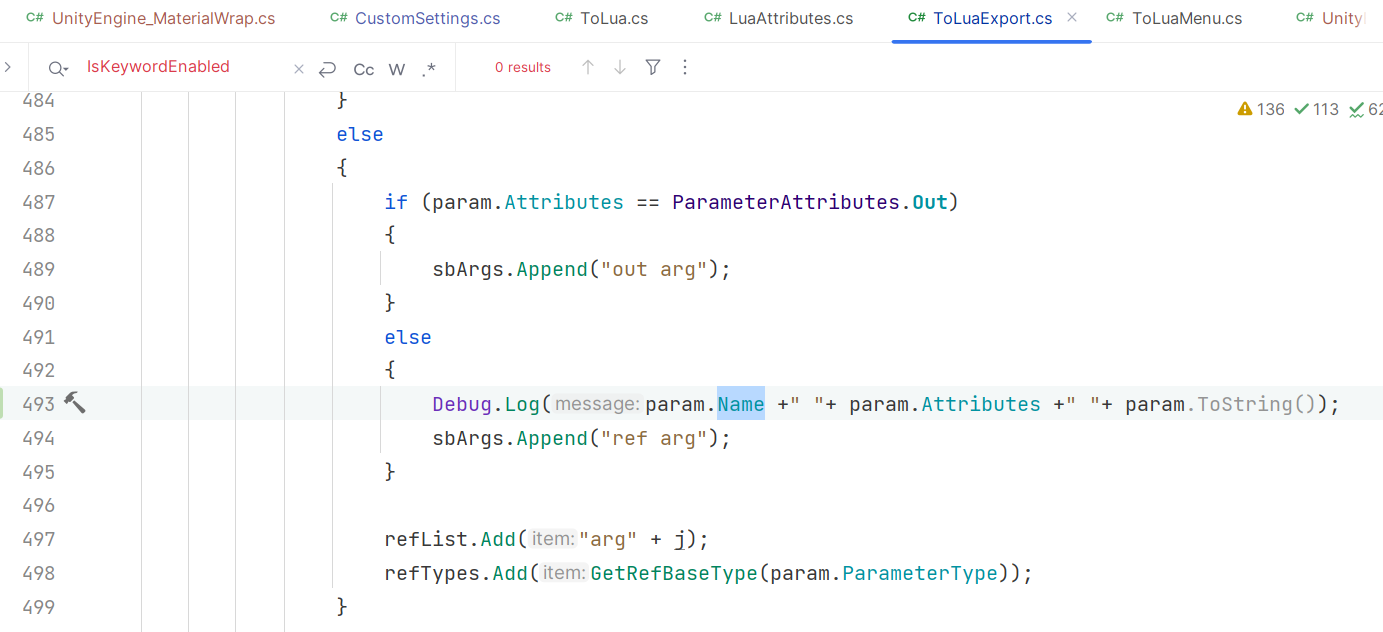 C# UnityEngine_MaterialWrap.cs C# CustomSettings.cs C# ToLua.cs C# LuaAttributes.cs C# ToLuaExport.cs × C# ToLuaMenu.cs C# Unity
IsKeywordEnabled × Cc W .* 0 results
484 }
136 113 62
485 else
486 {
487 if (param.Attributes == ParameterAttributes.Out)
488 {
489 sbArgs.Append("out arg");
490 }
491 else
492 {
493 Debug.Log( message: param.Name +" "+ param.Attributes +" "+ param.ToString());
494 sbArgs.Append("ref arg");
495 }
496
497 refList.Add( item: "arg" + j);
498 refTypes.Add( item: GetRefBaseType(param.ParameterType));
499 }